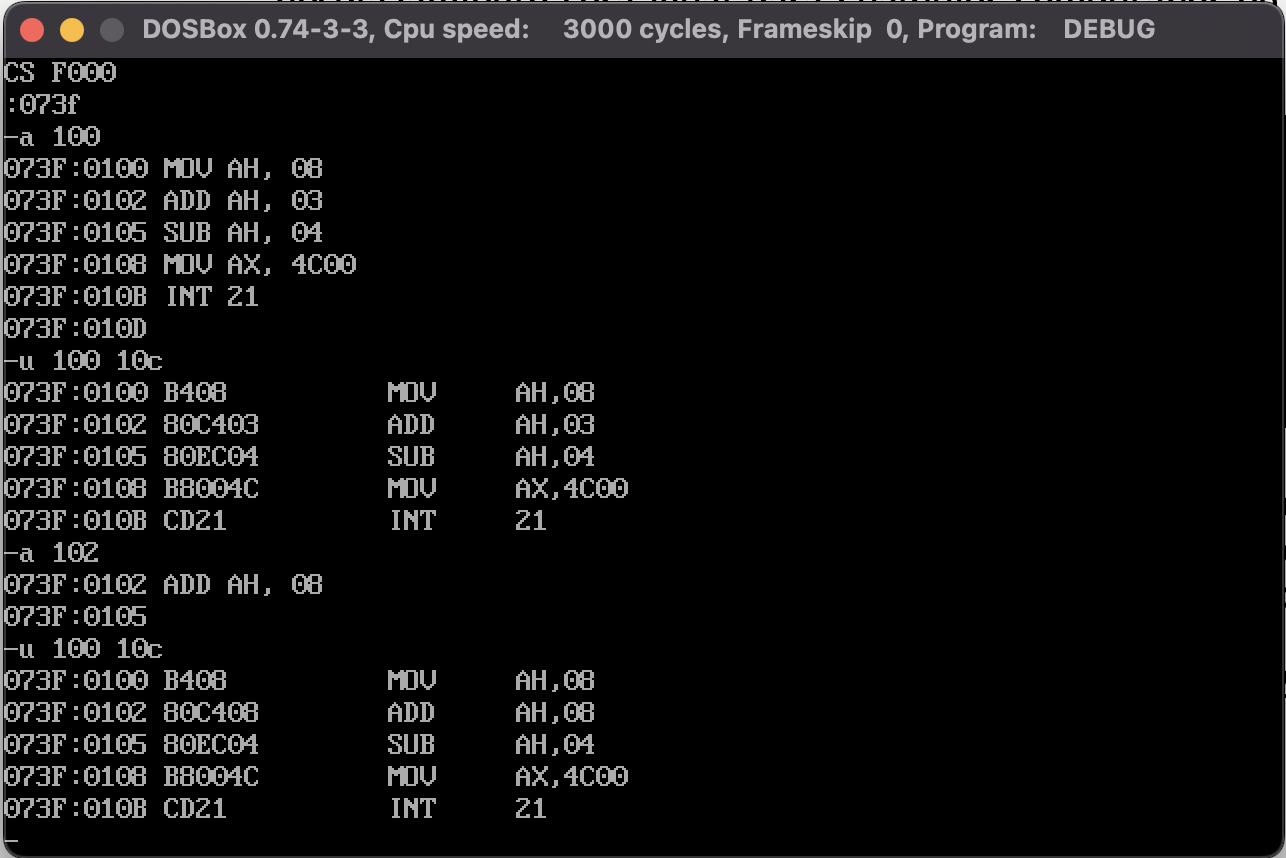 DOSBox 0.74-3-3, Cpu speed: 3000 cycles, Frameskip 0, Program: DEBUG
CS F000
:073f
-a 100
073F:0100 MOV AH, 08
073F:0102 ADD AH, 03
073F:0105 SUB AH, 04
073F:0108 MOV AX, 4C00
073F:010B INT 21
073F:010D
-u 100 10c
073F:0100 B408 MOV AH,08
073F:0102 80C403 ADD AH,03
073F:0105 80EC04 SUB AH,04
073F:0108 B8004C MOV AX,4C00
073F:010B CD21 INT 21
-a 102
073F:0102 ADD AH, 08
073F:0105
-u 100 10c
073F:0100 B408 MOV AH,08
073F:0102 80C408 ADD AH,08
073F:0105 80EC04 SUB AH,04
073F:0108 B8004C MOV AX,4C00
073F:010B CD21 INT 21
-